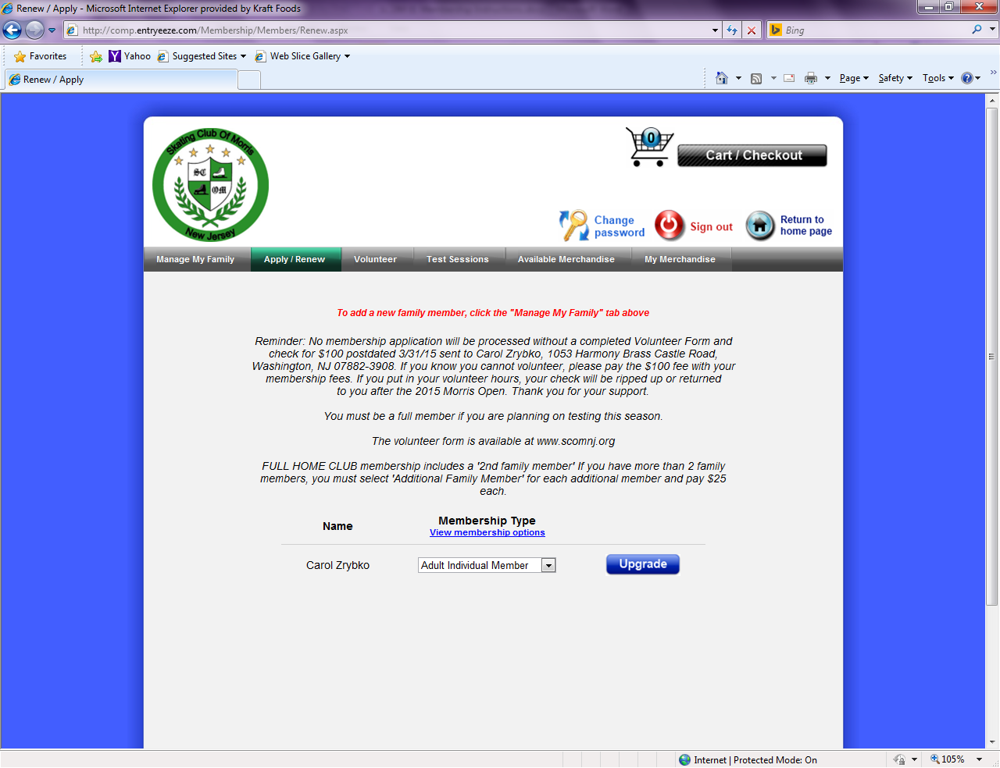 Renew / Apply - Microsoft Internet Explorer provided by Kraft Foods
http://comp.entryeeze.com/Membership/Members/Renew.aspx
Bing
Favorites
Yahoo
Suggested Sites
Web Slice Gallery
Renew / Apply
Page
Safety
Tools
Skating Club Of Morris
SC
OM
New Jersey
0
Cart / Checkout
Change
password
Sign out
Return to
home page
Manage My Family
Apply / Renew
Volunteer
Test Sessions
Available Merchandise
My Merchandise
To add a new family member, click the "Manage My Family" tab above
Reminder: No membership application will be processed without a completed Volunteer Form and
check for $100 postdated 3/31/15 sent to Carol Zrybko, 1053 Harmony Brass Castle Road,
Washington, NJ 07882-3908. If you know you cannot volunteer, please pay the $100 fee with your
membership fees. If you put in your volunteer hours, your check will be ripped up or returned
to you after the 2015 Morris Open. Thank you for your support.
You must be a full member if you are planning on testing this season.
The volunteer form is available at www.scomnj.org
FULL HOME CLUB membership includes a '2nd family member' If you have more than 2 family
members, you must select 'Additional Family Member' for each additional member and pay $25
each.
Name
Membership Type
View membership options
Carol Zrybko
Adult Individual Member
Upgrade
Internet | Protected Mode: On
105%